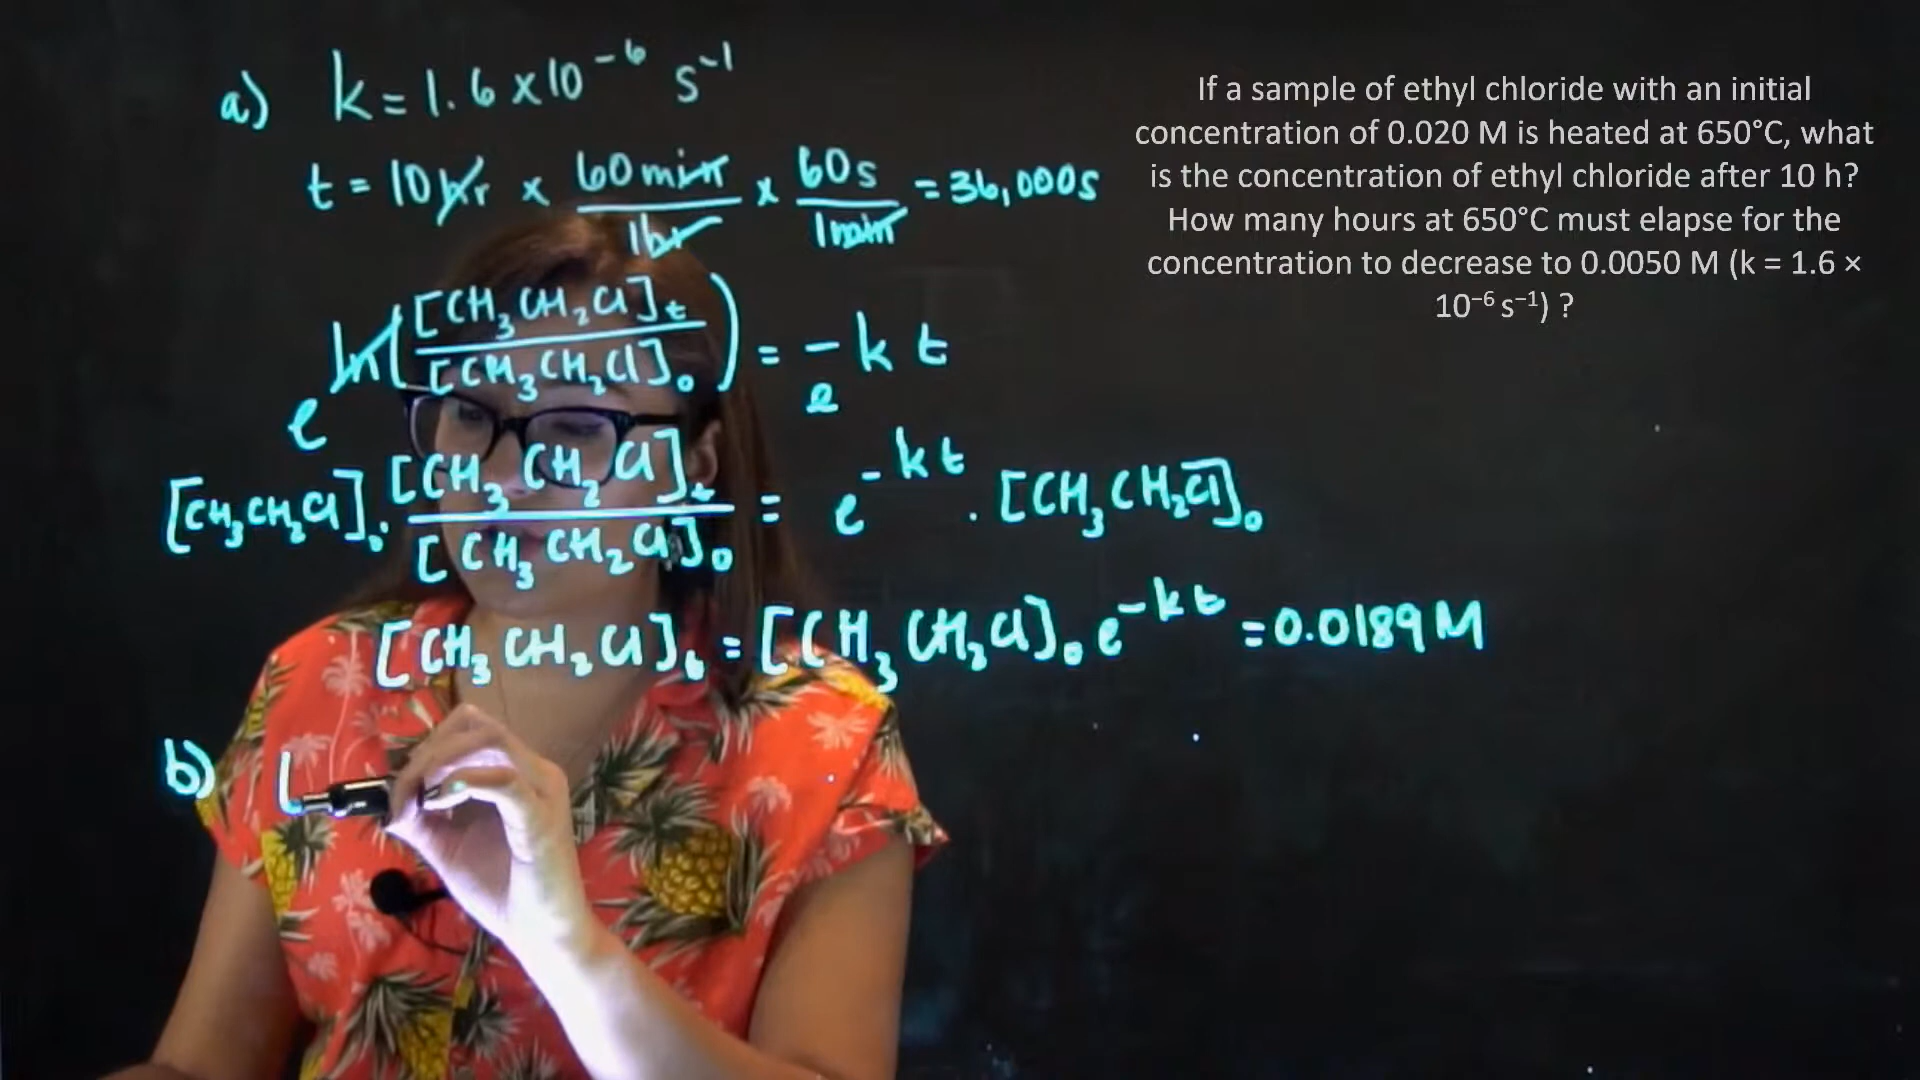 a) k = 1.6 x 10⁻⁶ s⁻¹
t = 10 hr x 60 min / 1 hr x 60 s / 1 min = 36,000 s
e ln([CH₃CH₂Cl]ₜ / [CH₃CH₂Cl]₀) = e -kt
[CH₃CH₂Cl]₀ · [CH₃CH₂Cl]ₜ / [CH₃CH₂Cl]₀ = e⁻ᵏᵗ · [CH₃CH₂Cl]₀
[CH₃CH₂Cl]ₜ = [CH₃CH₂Cl]₀ e⁻ᵏᵗ = 0.0189 M
b) [
If a sample of ethyl chloride with an initial
concentration of 0.020 M is heated at 650°C, what
is the concentration of ethyl chloride after 10 h?
How many hours at 650°C must elapse for the
concentration to decrease to 0.0050 M (k = 1.6 ×
10⁻⁶ s⁻¹) ?